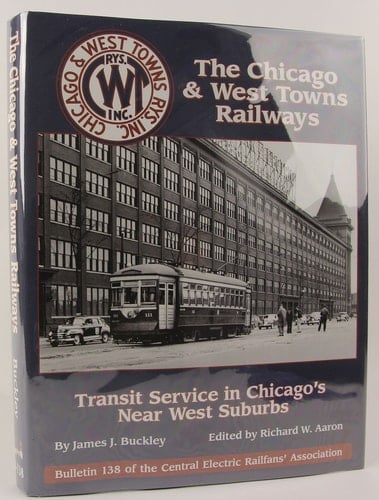 The Chicago & West Towns Railways
Buckley
CHICAGO & WEST TOWNS RYS. INC.
RYS.
CWT
INC.
The Chicago
& West Towns
Railways
111
Transit Service in Chicago's
Near West Suburbs
By James J. Buckley
Edited by Richard W. Aaron
Bulletin 138 of the Central Electric Railfans' Association